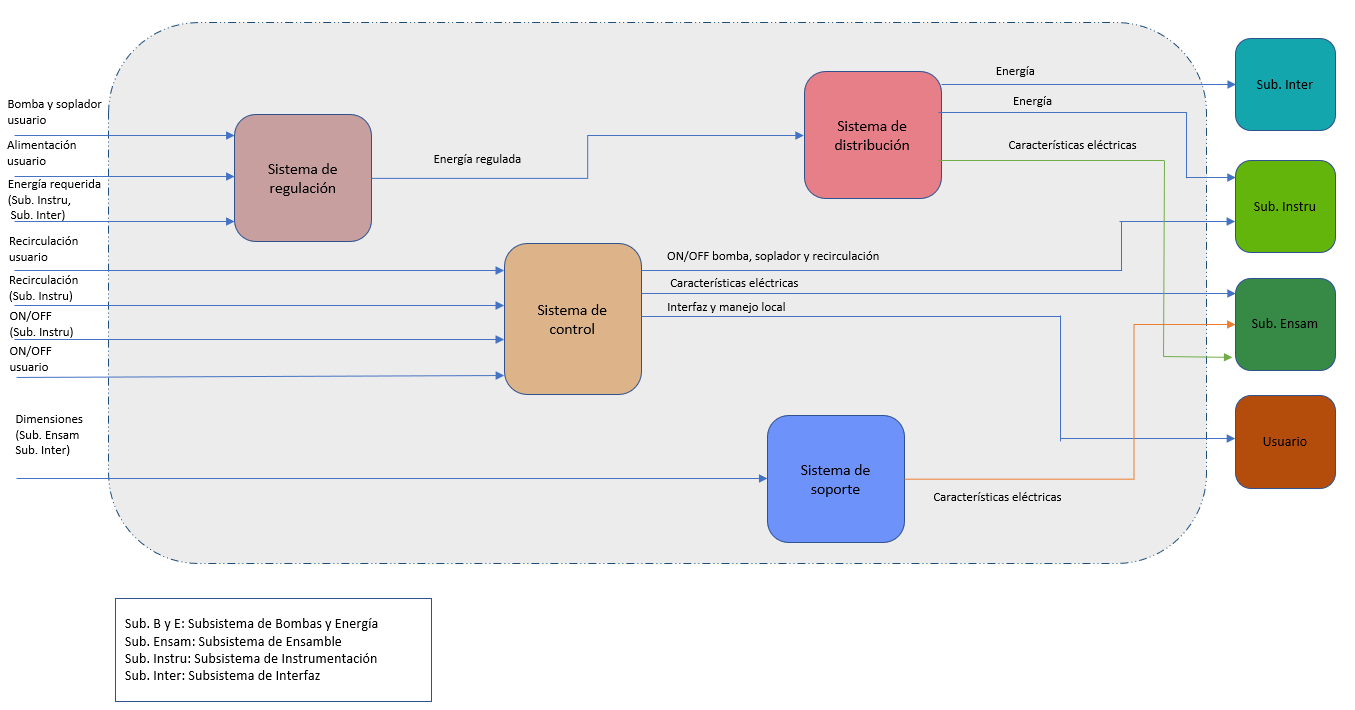 Bomba y soplador
usuario
Alimentación
usuario
Energía requerida
(Sub. Instru,
Sub. Inter)
Recirculación
usuario
Recirculación
(Sub. Instru)
ON/OFF
(Sub. Instru)
ON/OFF
usuario
Dimensiones
(Sub. Ensam
Sub. Inter)
Sistema de
regulación
Energía regulada
Sistema de
distribución
Energía
Energía
Características eléctricas
Sistema de
control
ON/OFF bomba, soplador y recirculación
Características eléctricas
Interfaz y manejo local
Sistema de
soporte
Características eléctricas
Sub. Inter
Sub. Instru
Sub. Ensam
Usuario
Sub. B y E: Subsistema de Bombas y Energía
Sub. Ensam: Subsistema de Ensamble
Sub. Instru: Subsistema de Instrumentación
Sub. Inter: Subsistema de Interfaz